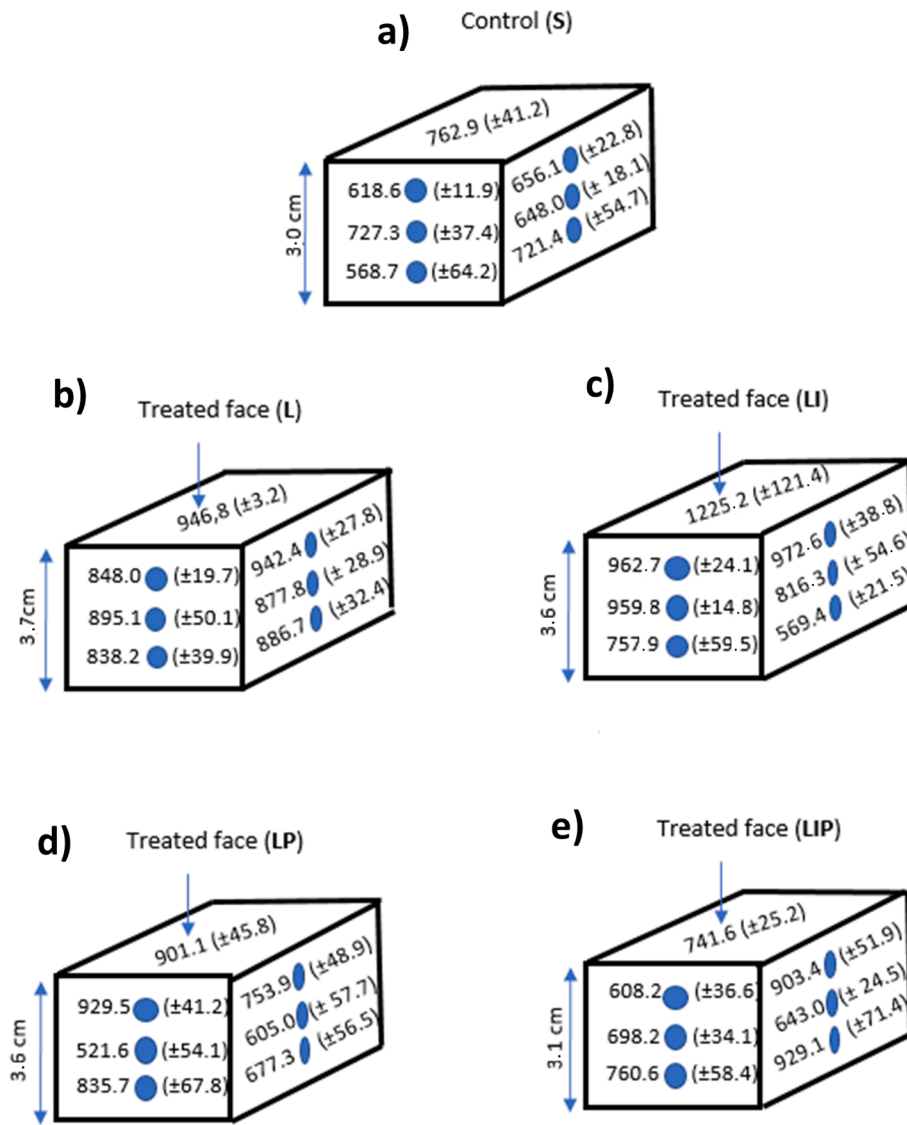 a) Control (S)
762.9 (±41.2)
3.0 cm
618.6 (±11.9)
727.3 (±37.4)
568.7 (±64.2)
656.1 (±22.8)
648.0 (± 18.1)
721.4 (±54.7)
b) Treated face (L)
946,8 (±3.2)
3.7cm
848.0 (±19.7)
895.1 (±50.1)
838.2 (±39.9)
942.4 (±27.8)
877.8 (± 28.9)
886.7 (±32.4)
c) Treated face (LI)
1225.2 (±121.4)
3.6 cm
962.7 (±24.1)
959.8 (±14.8)
757.9 (±59.5)
972.6 (±38.8)
816.3 (± 54.6)
569.4 (±21.5)
d) Treated face (LP)
901.1 (±45.8)
3.6 cm
929.5 (±41.2)
521.6 (±54.1)
835.7 (±67.8)
753.9 (±48.9)
605.0 (± 57.7)
677.3 (±56.5)
e) Treated face (LIP)
741.6 (±25.2)
3.1 cm
608.2 (±36.6)
698.2 (±34.1)
760.6 (±58.4)
903.4 (±51.9)
643.0 (± 24.5)
929.1 (±71.4)